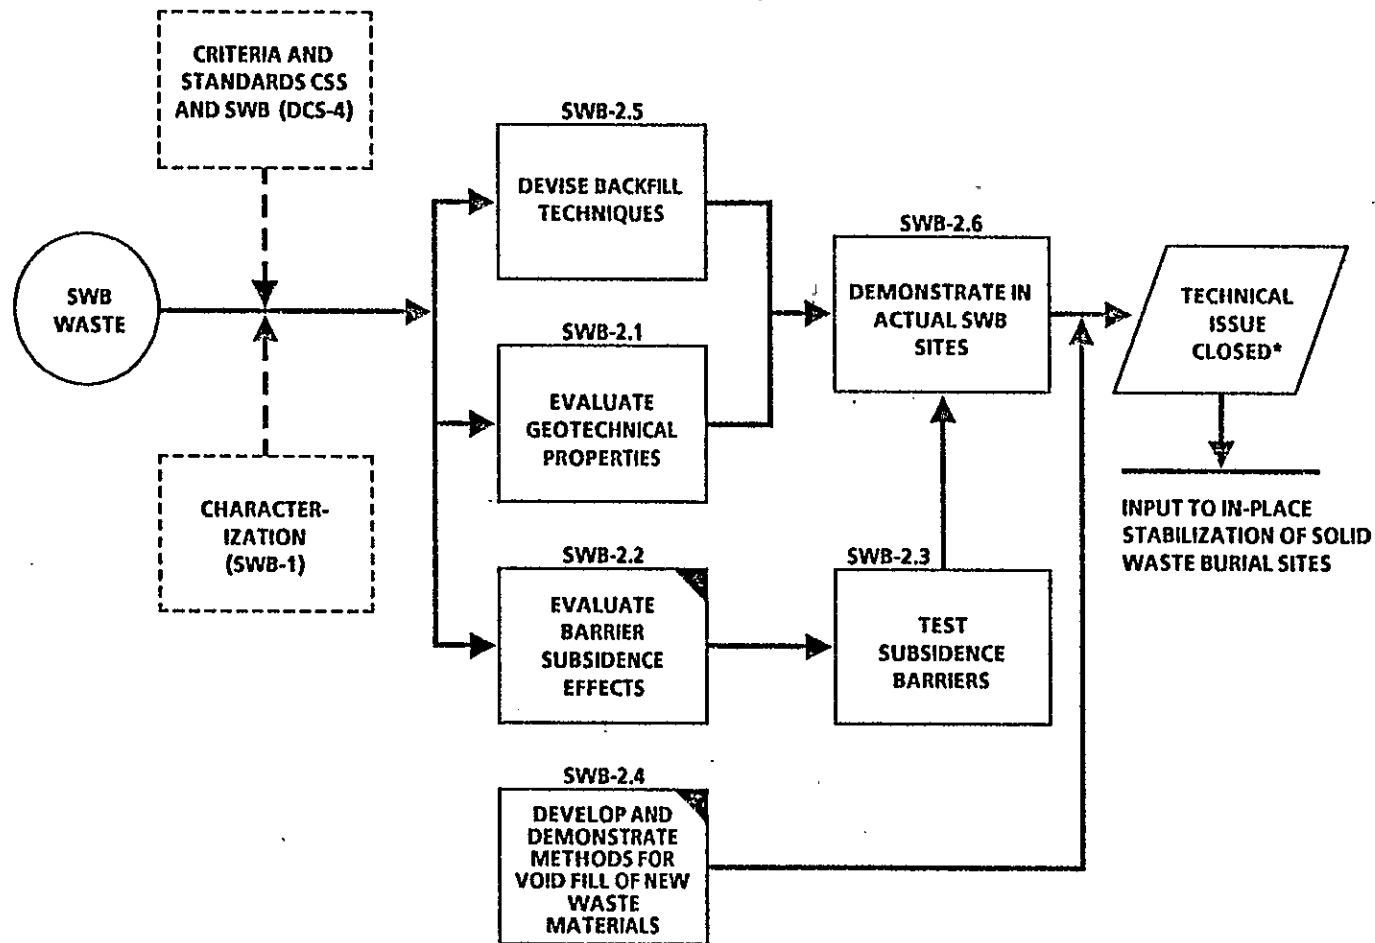 CRITERIA AND
STANDARDS CSS
AND SWB (DCS-4)
SWB
WASTE
CHARACTER-
IZATION
(SWB-1)
SWB-2.5
DEVISE BACKFILL
TECHNIQUES
SWB-2.1
EVALUATE
GEOTECHNICAL
PROPERTIES
SWB-2.2
EVALUATE
BARRIER
SUBSIDENCE
EFFECTS
SWB-2.4
DEVELOP AND
DEMONSTRATE
METHODS FOR
VOID FILL OF NEW
WASTE
MATERIALS
SWB-2.6
DEMONSTRATE IN
ACTUAL SWB
SITES
SWB-2.3
TEST
SUBSIDENCE
BARRIERS
TECHNICAL
ISSUE
CLOSED*
INPUT TO IN-PLACE
STABILIZATION OF SOLID
WASTE BURIAL SITES